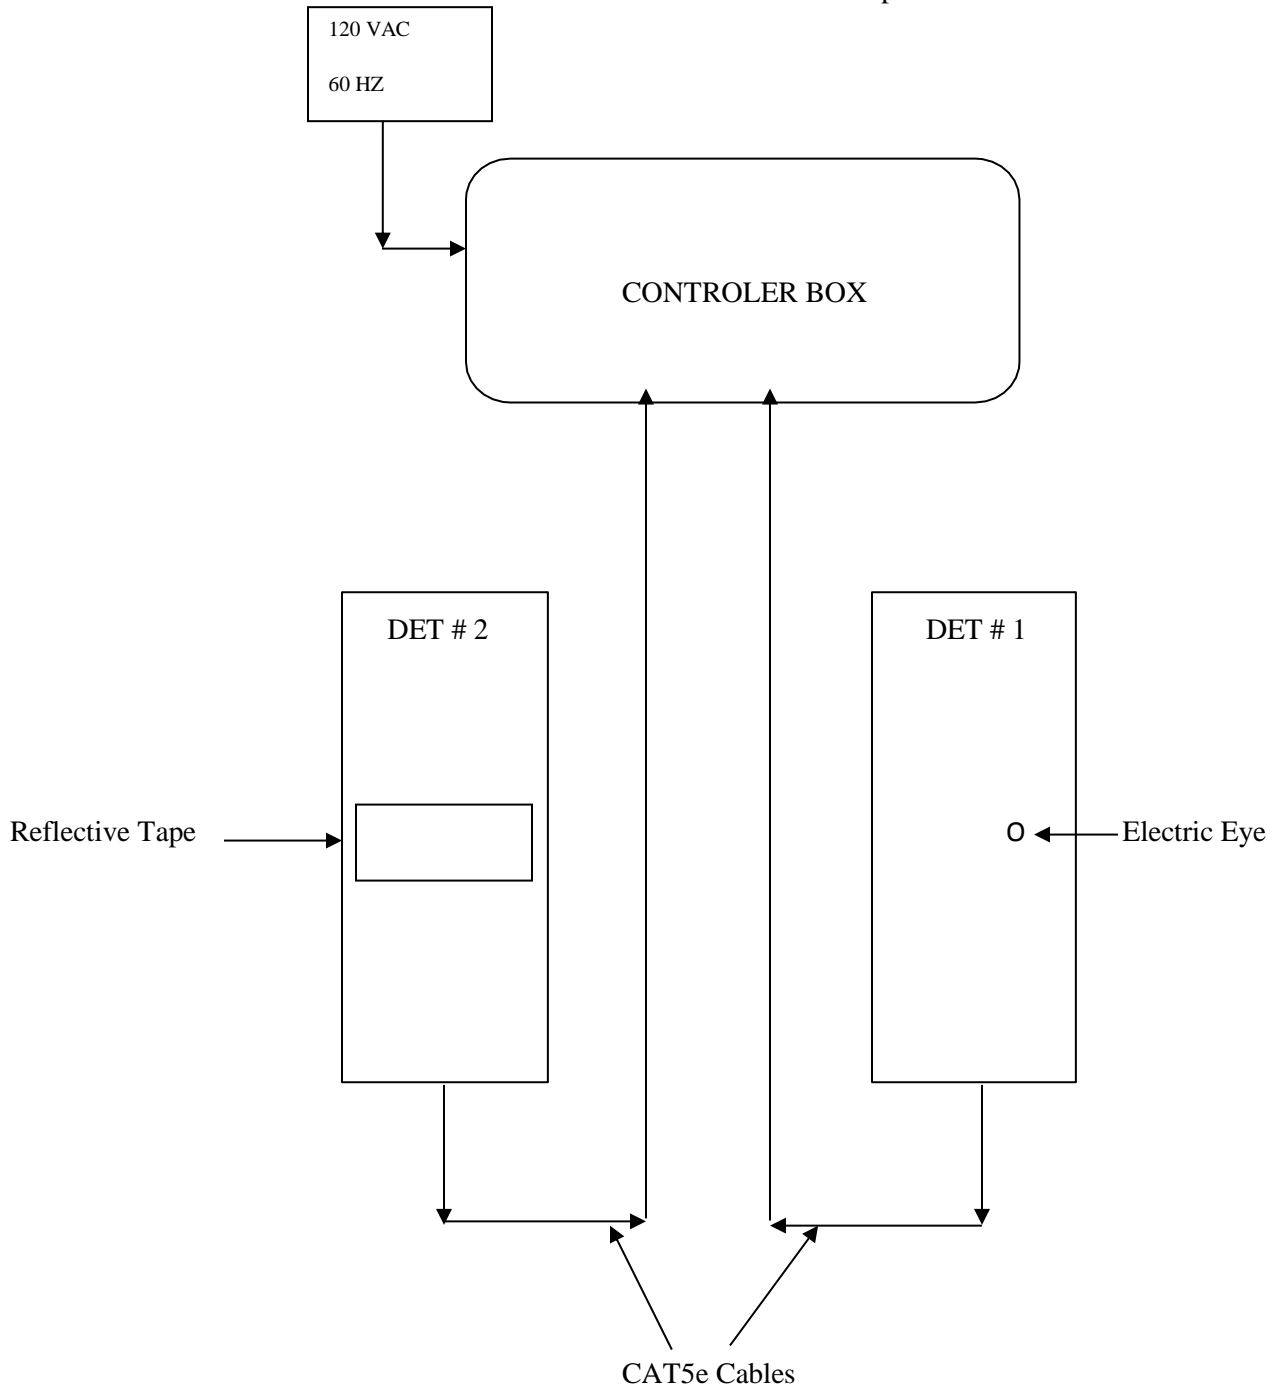 120 VAC
60 HZ
CONTROLER BOX
DET # 2
DET # 1
Reflective Tape
O
Electric Eye
CAT5e Cables